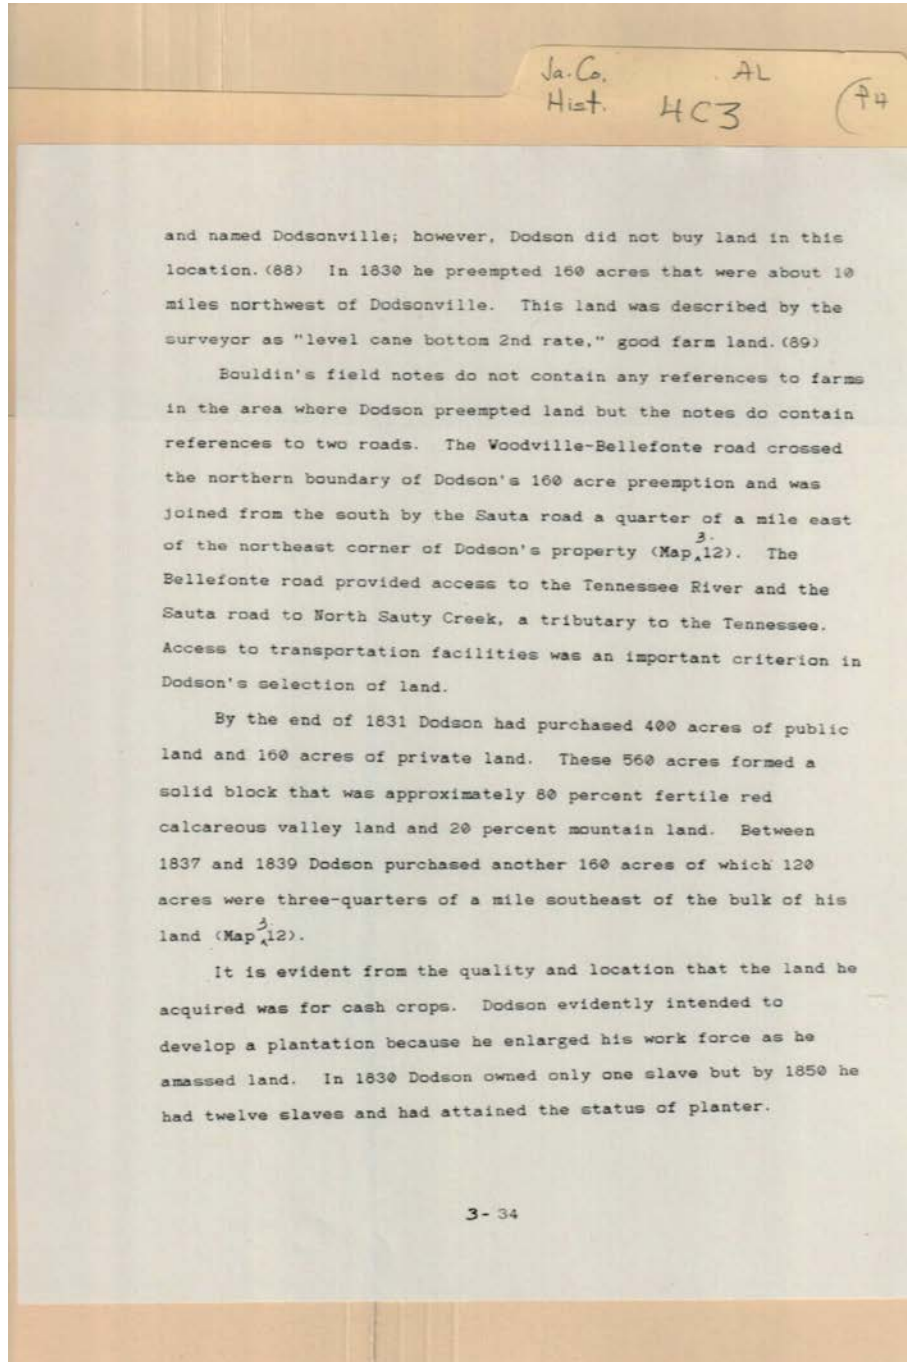 Ja. Co. AL
Hist. 4C3
and named Dodsonville; however, Dodson did not buy land in this
location.(88) In 1830 he preempted 160 acres that were about 10
miles northwest of Dodsonville. This land was described by the
surveyor as "level cane bottom 2nd rate," good farm land.(89)
Bouldin's field notes do not contain any references to farms
in the area where Dodson preempted land but the notes do contain
references to two roads. The Woodville-Bellefonte road crossed
the northern boundary of Dodson's 160 acre preemption and was
joined from the south by the Sauta road a quarter of a mile east
of the northeast corner of Dodson's property (Map 3.12). The
Bellefonte road provided access to the Tennessee River and the
Sauta road to North Sauty Creek, a tributary to the Tennessee.
Access to transportation facilities was an important criterion in
Dodson's selection of land.
By the end of 1831 Dodson had purchased 400 acres of public
land and 160 acres of private land. These 560 acres formed a
solid block that was approximately 80 percent fertile red
calcareous valley land and 20 percent mountain land. Between
1837 and 1839 Dodson purchased another 160 acres of which 120
acres were three-quarters of a mile southeast of the bulk of his
land (Map 3.12).
It is evident from the quality and location that the land he
acquired was for cash crops. Dodson evidently intended to
develop a plantation because he enlarged his work force as he
amassed land. In 1830 Dodson owned only one slave but by 1850 he
had twelve slaves and had attained the status of planter.
3-34